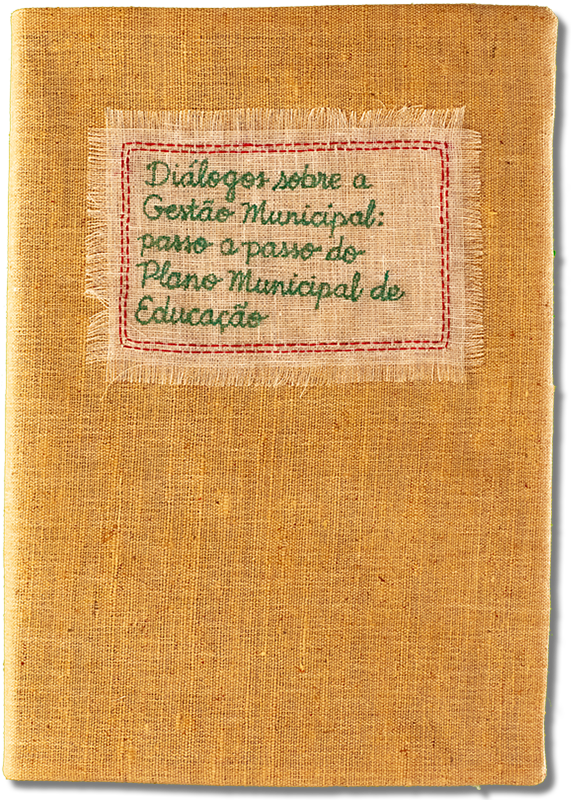 Diálogos sobre a
Gestão Municipal:
passo a passo do
Plano Municipal de
Educação